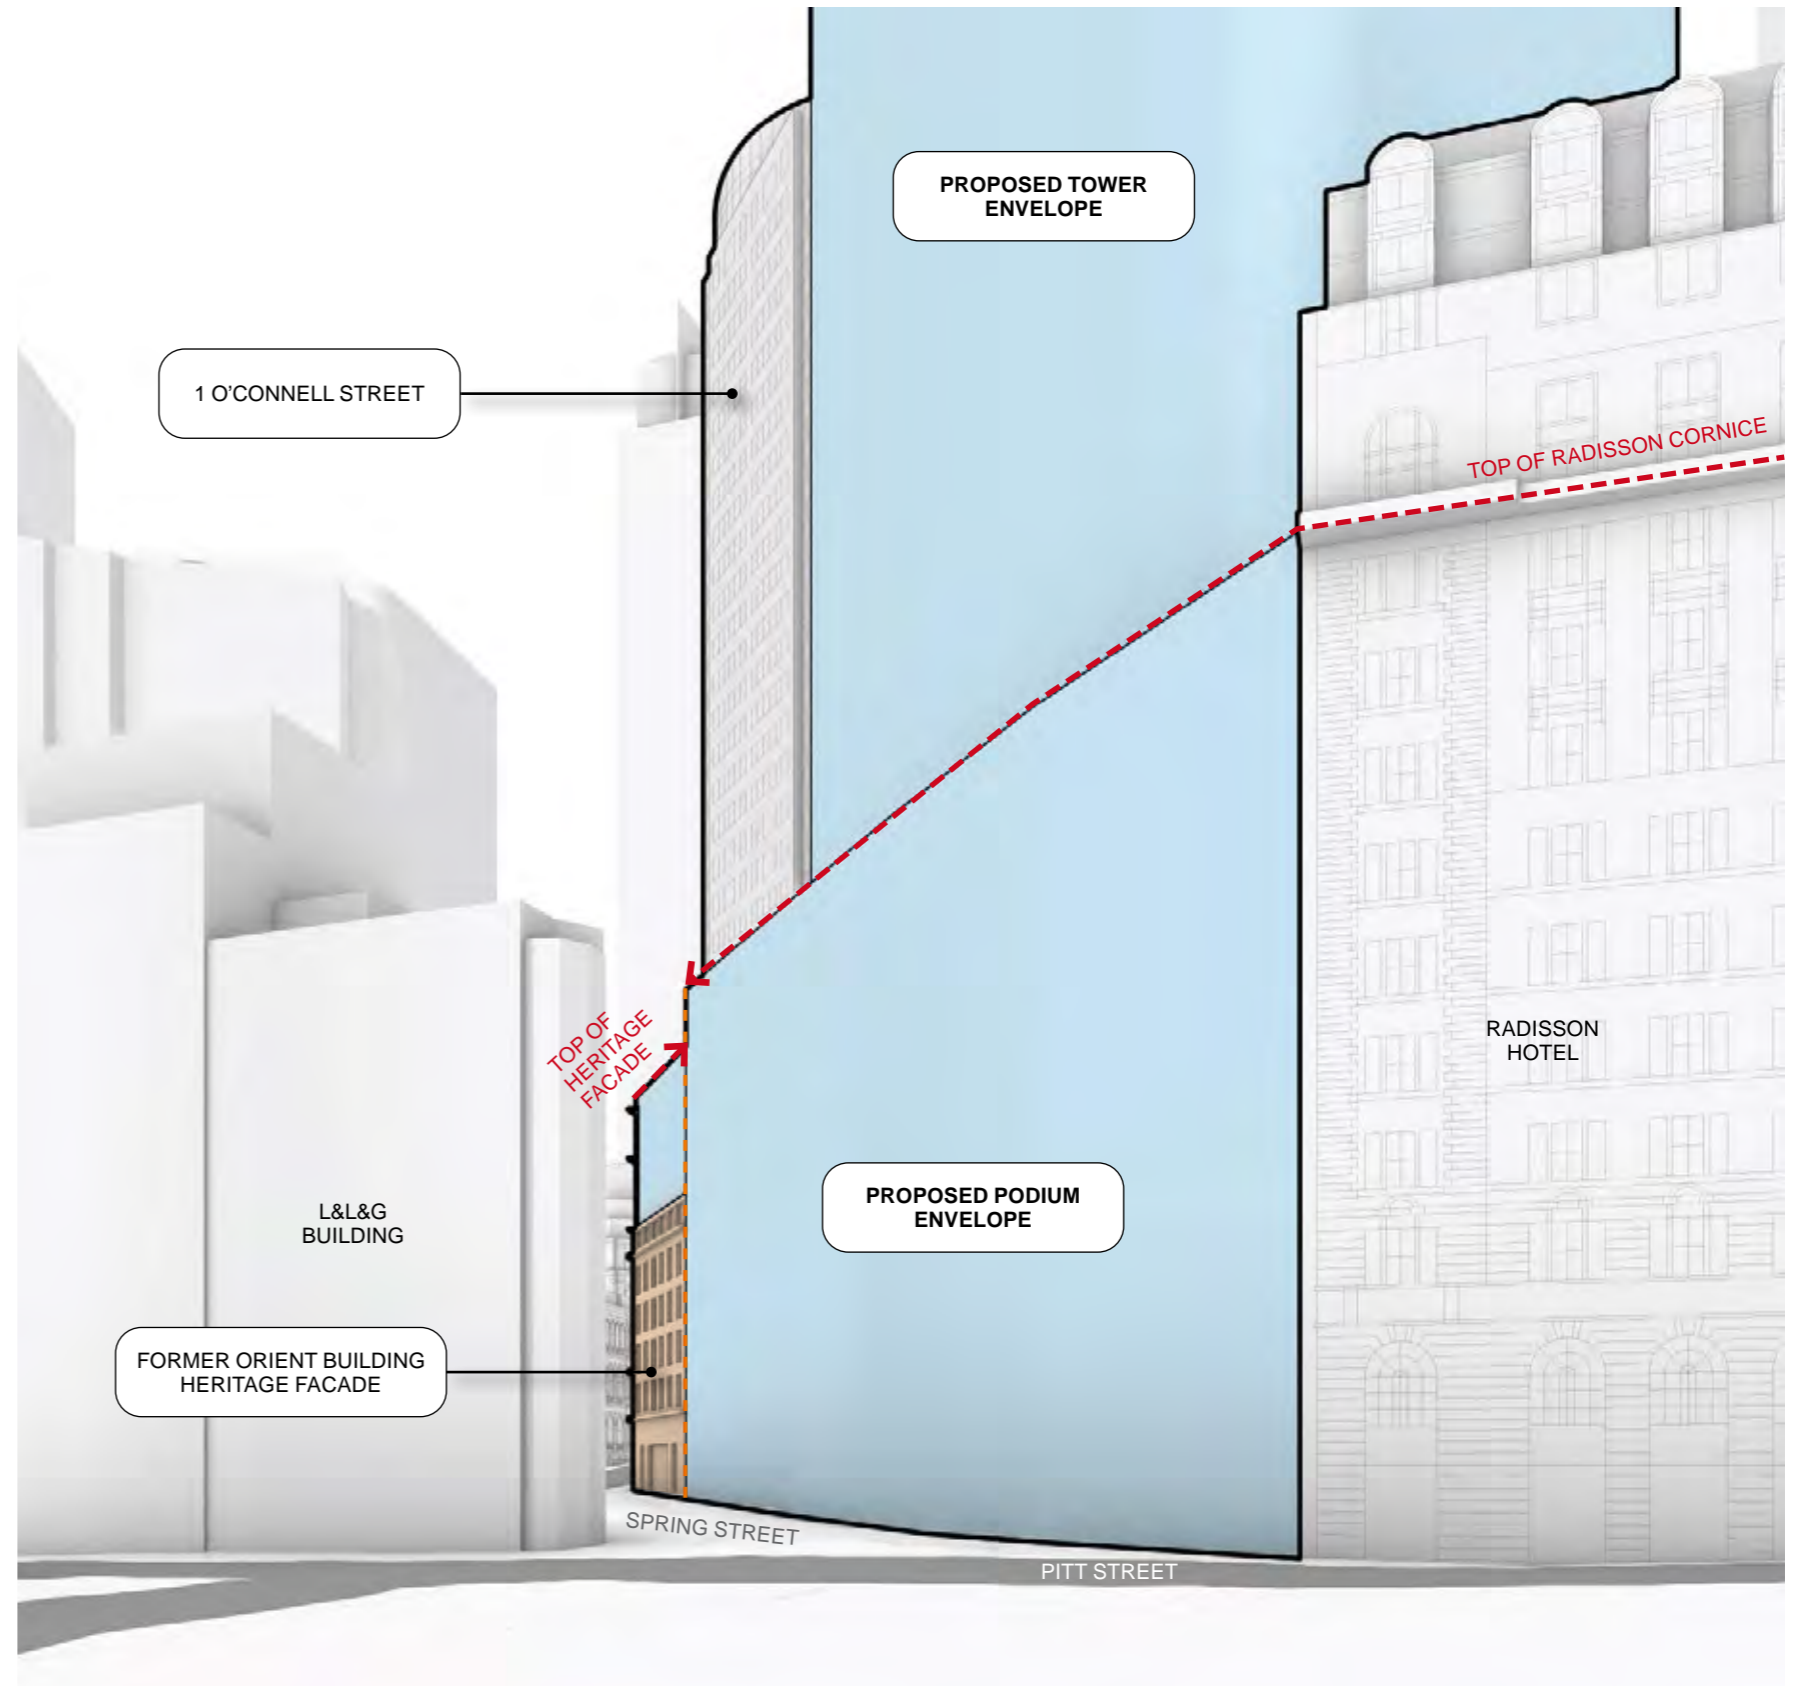 PROPOSED TOWER
ENVELOPE
1 O'CONNELL STREET
TOP OF RADISSON CORNICE
TOP OF
HERITAGE
FACADE
RADISSON
HOTEL
PROPOSED PODIUM
ENVELOPE
L&L&G
BUILDING
FORMER ORIENT BUILDING
HERITAGE FACADE
SPRING STREET
PITT STREET